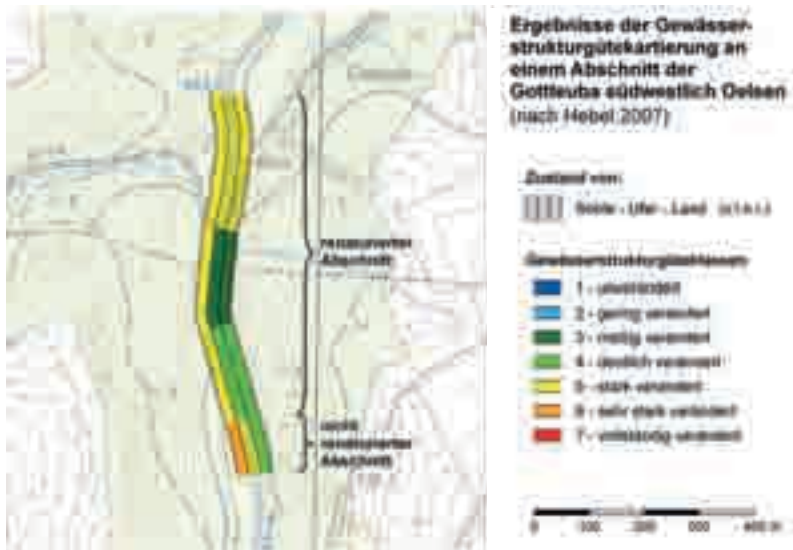 Ergebnisse der Gewässer-
strukturgütekartierung an
einem Abschnitt der
Gottleuba südwestlich Oelsen
(nach Hebel 2007)
Zustand von:
Sohle - Ufer - Land
Gewässerstrukturgüteklassen
1 - unverändert
2 - gering verändert
3 - mäßig verändert
4 - deutlich verändert
5 - stark verändert
6 - sehr stark verändert
7 - vollständig verändert
renaturierter
Abschnitt
nicht
renaturierter
Abschnitt
0 100 200 400 m